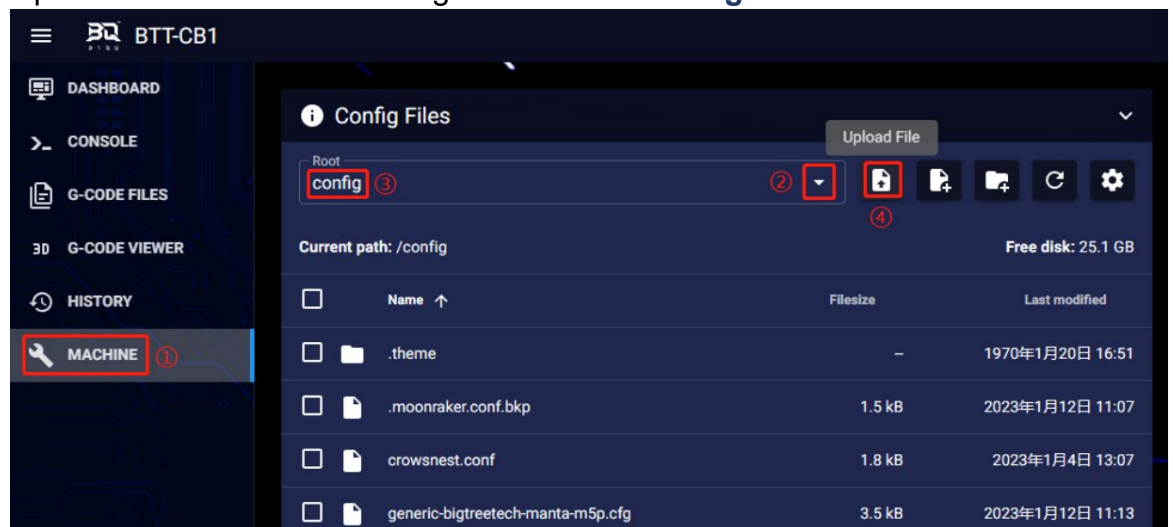 BTT-CB1
DASHBOARD
CONSOLE
G-CODE FILES
3D G-CODE VIEWER
HISTORY
MACHINE ①
Config Files
Upload File
Root
config ③
②
④
Current path: /config
Free disk: 25.1 GB
Name ↑ Filesize Last modified
.theme -- 1970年1月20日 16:51
.moonraker.conf.bkp 1.5 kB 2023年1月12日 11:07
crowsnest.conf 1.8 kB 2023年1月4日 13:07
generic-bigtreetech-manta-m5p.cfg 3.5 kB 2023年1月12日 11:13